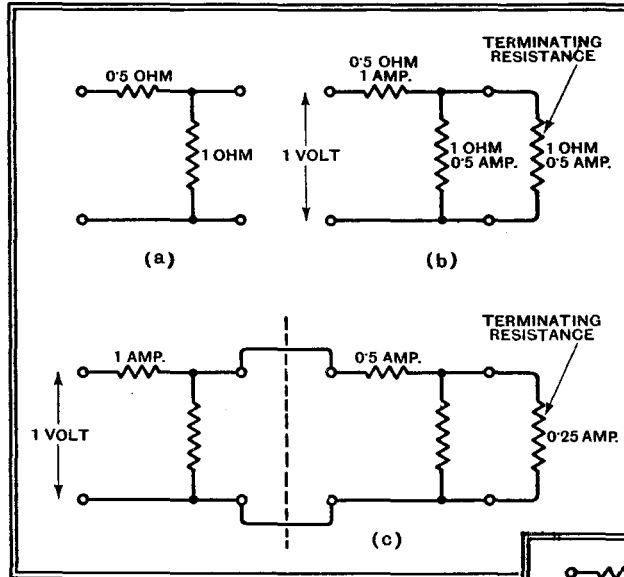 0·5 OHM
1 OHM
(a)
0·5 OHM
1 AMP.
TERMINATING
RESISTANCE
1 VOLT
1 OHM
0·5 AMP.
1 OHM
0·5 AMP.
(b)
1 AMP.
0·5 AMP.
TERMINATING
RESISTANCE
1 VOLT
0·25 AMP.
(c)